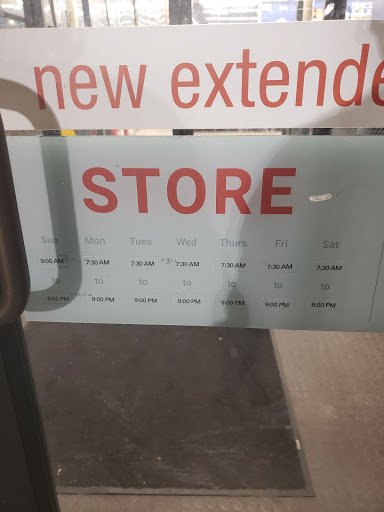 new extende
STORE
Sun Mon Tues Wed Thurs Fri Sat
9:00 AM 7:30 AM 7:30 AM 7:30 AM 7:30 AM 7:30 AM 7:30 AM
to to to to to to to
6:00 PM 9:00 PM 9:00 PM 9:00 PM 9:00 PM 9:00 PM 8:00 PM